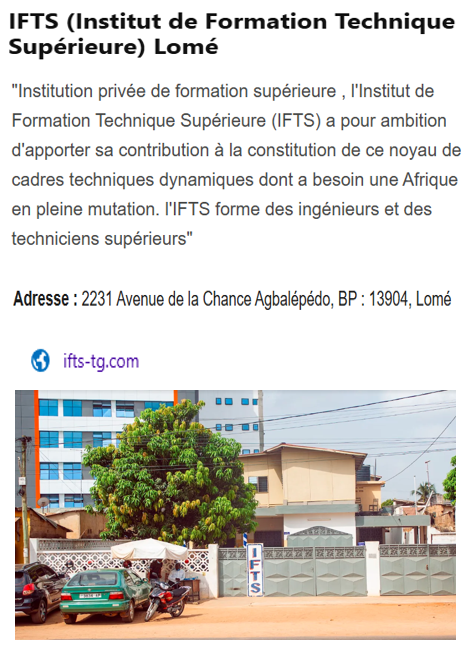 IFTS (Institut de Formation Technique
Supérieure) Lomé
"Institution privée de formation supérieure , l'Institut de
Formation Technique Supérieure (IFTS) a pour ambition
d'apporter sa contribution à la constitution de ce noyau de
cadres techniques dynamiques dont a besoin une Afrique
en pleine mutation. l'IFTS forme des ingénieurs et des
techniciens supérieurs"
Adresse : 2231 Avenue de la Chance Agbalépédo, BP : 13904, Lomé
ifts-tg.com
IFTS